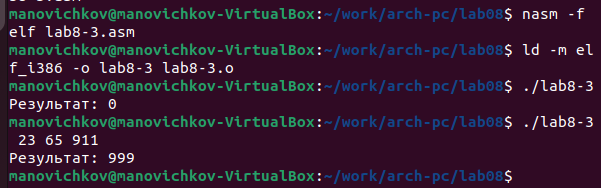 manovichkov@manovichkov-VirtualBox:~/work/arch-pc/lab08$ nasm -f
elf lab8-3.asm
manovichkov@manovichkov-VirtualBox:~/work/arch-pc/lab08$ ld -m el
f_i386 -o lab8-3 lab8-3.o
manovichkov@manovichkov-VirtualBox:~/work/arch-pc/lab08$ ./lab8-3
Результат: 0
manovichkov@manovichkov-VirtualBox:~/work/arch-pc/lab08$ ./lab8-3
 23 65 911
Результат: 999
manovichkov@manovichkov-VirtualBox:~/work/arch-pc/lab08$